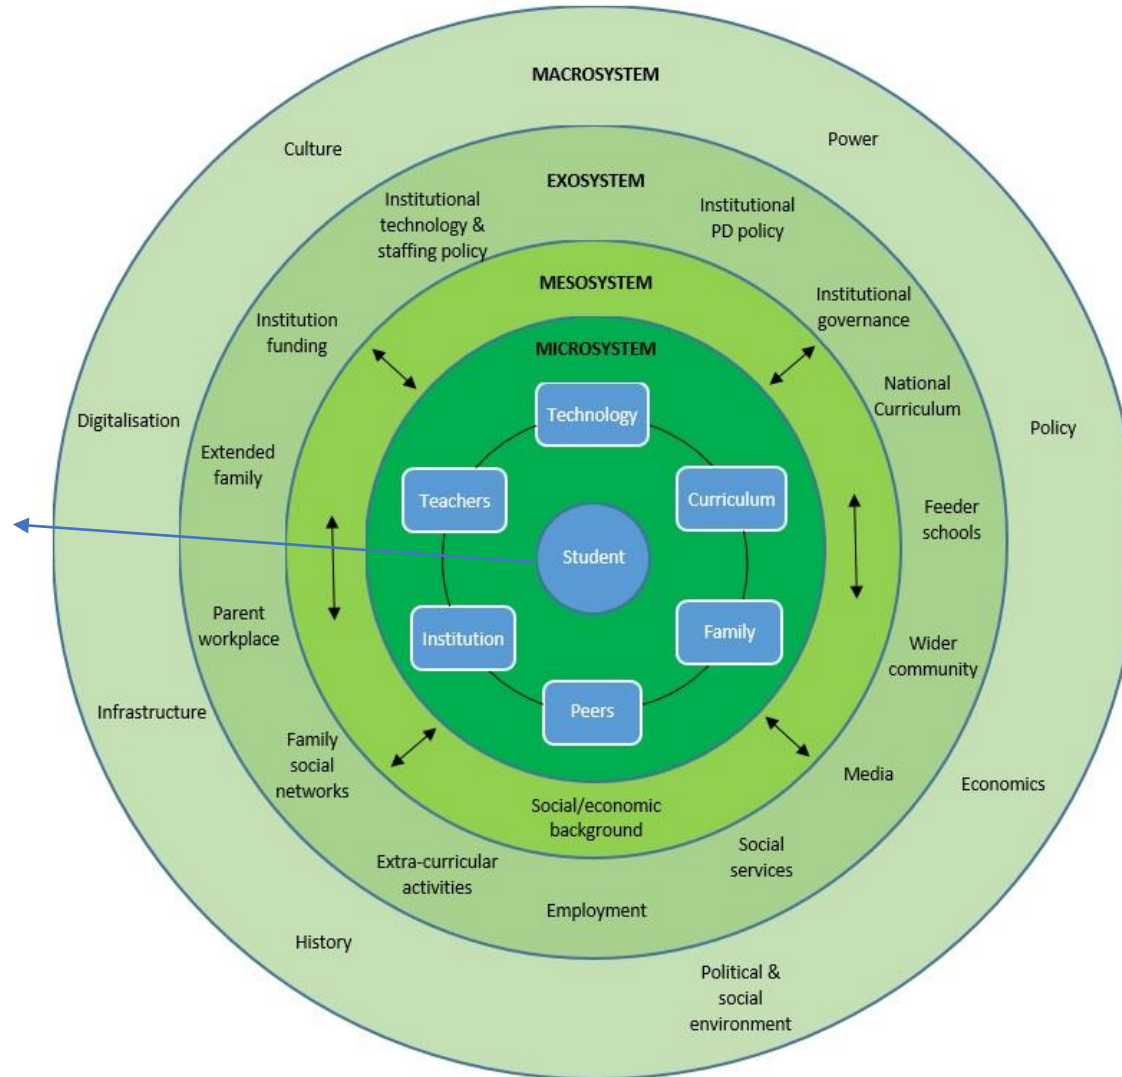 MACROSYSTEM
Culture
Power
EXOSYSTEM
Institutional
technology &
staffing policy
Institutional
PD policy
MESOSYSTEM
Institution
funding
Institutional
governance
MICROSYSTEM
National
Curriculum
Digitalisation
Technology
Policy
Extended
family
Teachers
Curriculum
Feeder
schools
Student
Parent
workplace
Institution
Family
Wider
community
Infrastructure
Peers
Family
social
networks
Media
Economics
Social/economic
background
Social
services
Extra-curricular
activities
Employment
History
Political &
social
environment